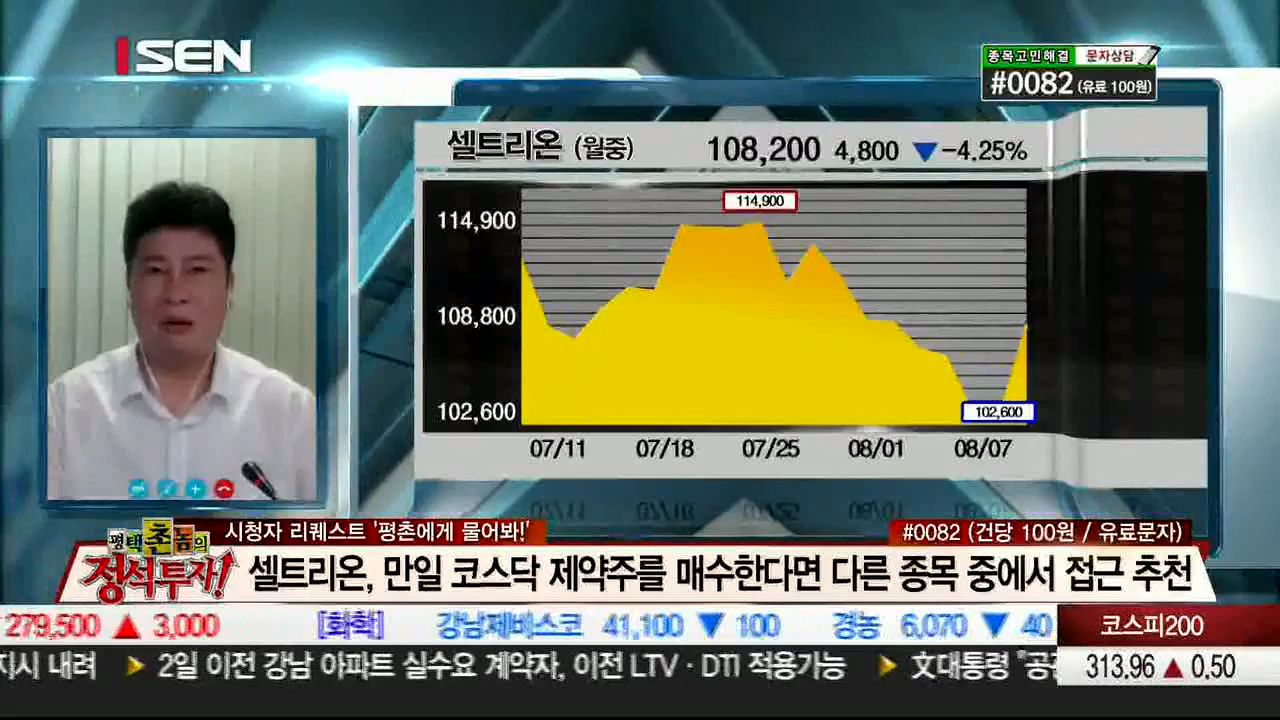 SEN
종목고민해결 문자상담
#0082 (유료 100원)
셀트리온 (월중) 108,200 4,800 ▼-4.25%
114,900
114,900
108,800
102,600
102,600
07/11 07/18 07/25 08/01 08/07
평택촌놈의
정석투자!
시청자 리퀘스트 '평촌에게 물어봐!'
#0082 (건당 100원 / 유료문자)
셀트리온, 만일 코스닥 제약주를 매수한다면 다른 종목 중에서 접근 추천
279,500 ▲ 3,000 [화학] 강남제비스코 41,100 ▼ 100 경농 6,070 ▼ 40
코스피200
지시 내려 ▶ 2일 이전 강남 아파트 실수요 계약자, 이전 LTV·DTI 적용가능 ▶ 文대통령 "공
313.96 ▲ 0.50